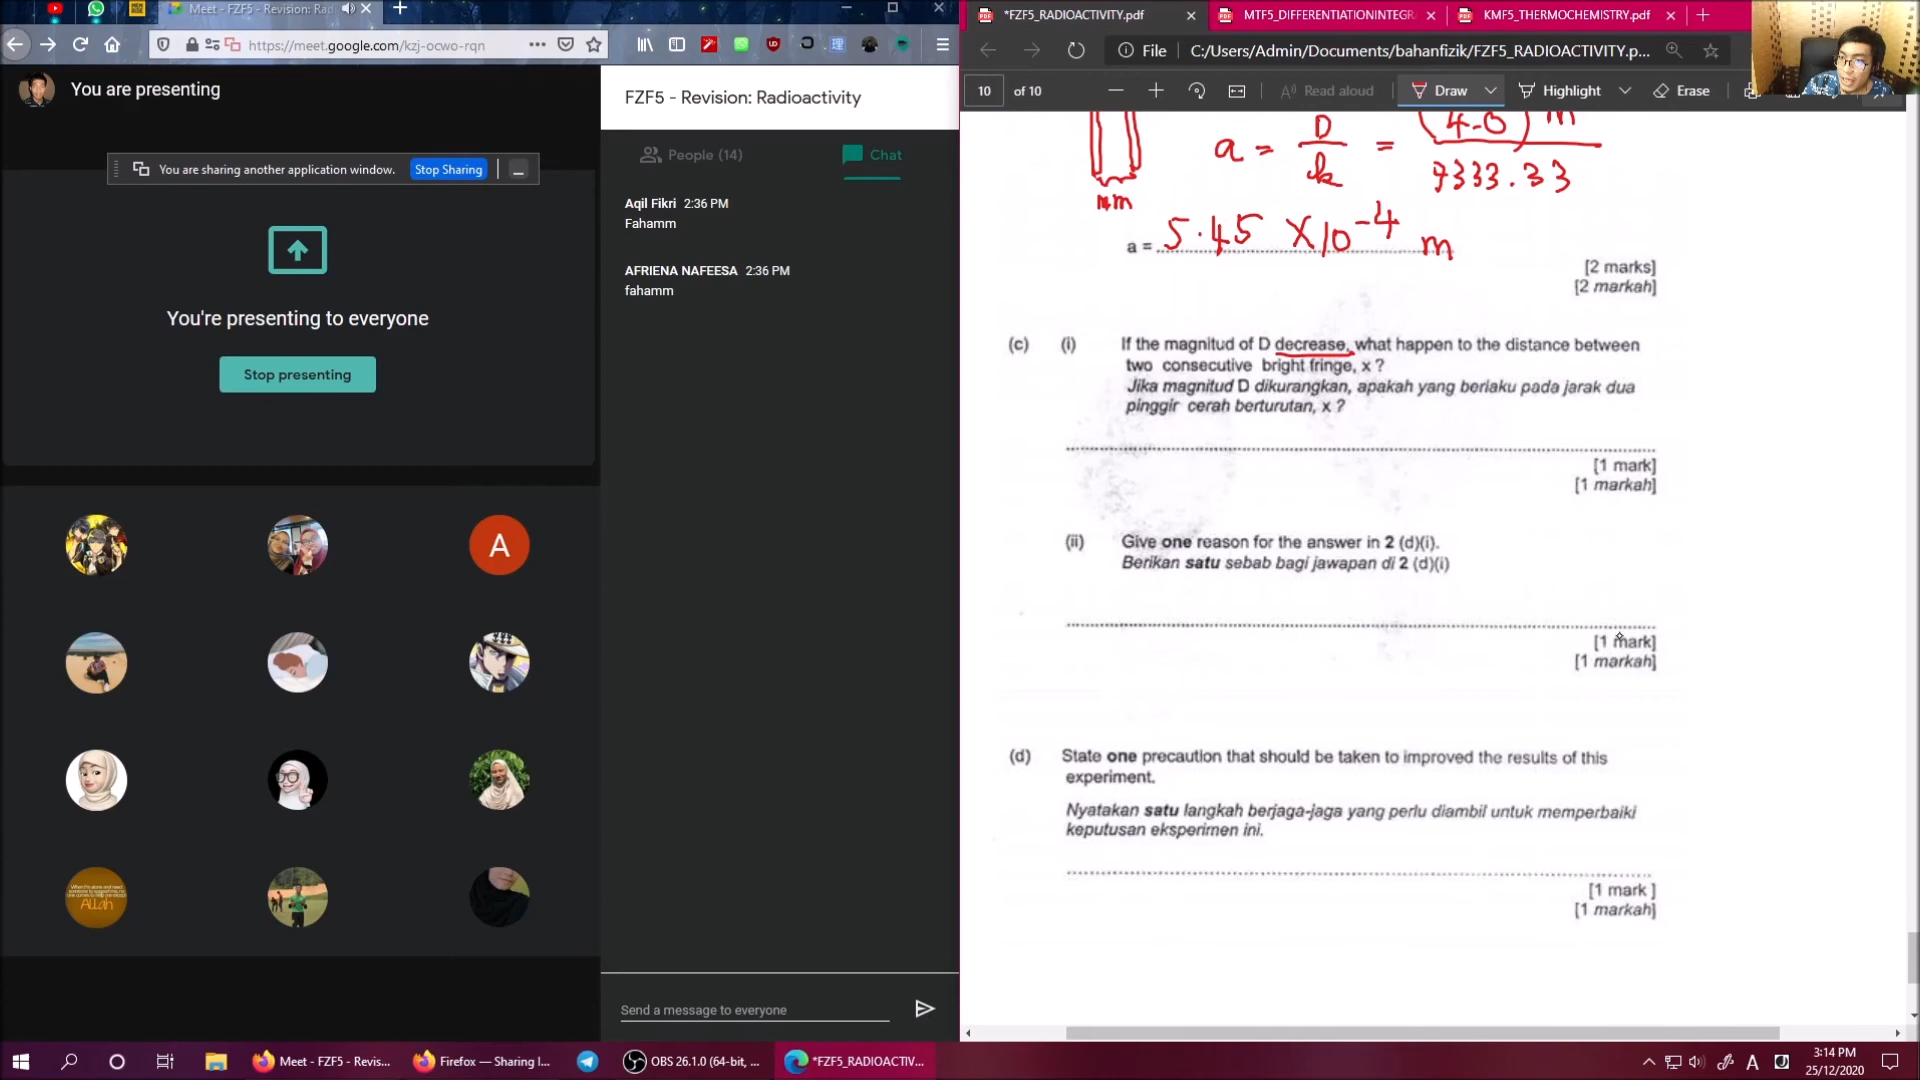 Meet - FZF5 - Revision: Rad
https://meet.google.com/kzj-ocwo-rqn
You are presenting
You are sharing another application window.
Stop Sharing
You're presenting to everyone
Stop presenting
A
FZF5 - Revision: Radioactivity
People (14)
Chat
Aqil Fikri 2:36 PM
Fahamm
AFRIENA NAFEESA 2:36 PM
fahamm
Send a message to everyone
*FZF5_RADIOACTIVITY.pdf
MTF5_DIFFERENTIATIONINTEGR
KMF5_THERMOCHEMISTRY.pdf
File
C:/Users/Admin/Documents/bahanfizik/FZF5_RADIOACTIVITY.p...
10 of 10
Read aloud
Draw
Highlight
Erase
a = D / k = (4.0) m / 7333.33
a = 5.45 × 10⁻⁴ m
[2 marks]
[2 markah]
(c) (i) If the magnitud of D decrease, what happen to the distance between
two consecutive bright fringe, x ?
Jika magnitud D dikurangkan, apakah yang berlaku pada jarak dua
pinggir cerah berturutan, x ?
[1 mark]
[1 markah]
(ii) Give one reason for the answer in 2 (d)(i).
Berikan satu sebab bagi jawapan di 2 (d)(i)
[1 mark]
[1 markah]
(d) State one precaution that should be taken to improved the results of this
experiment.
Nyatakan satu langkah berjaga-jaga yang perlu diambil untuk memperbaiki
keputusan eksperimen ini.
[1 mark ]
[1 markah]
Meet - FZF5 - Revis...
Firefox — Sharing I...
OBS 26.1.0 (64-bit, ...
*FZF5_RADIOACTIV...
3:14 PM
25/12/2020